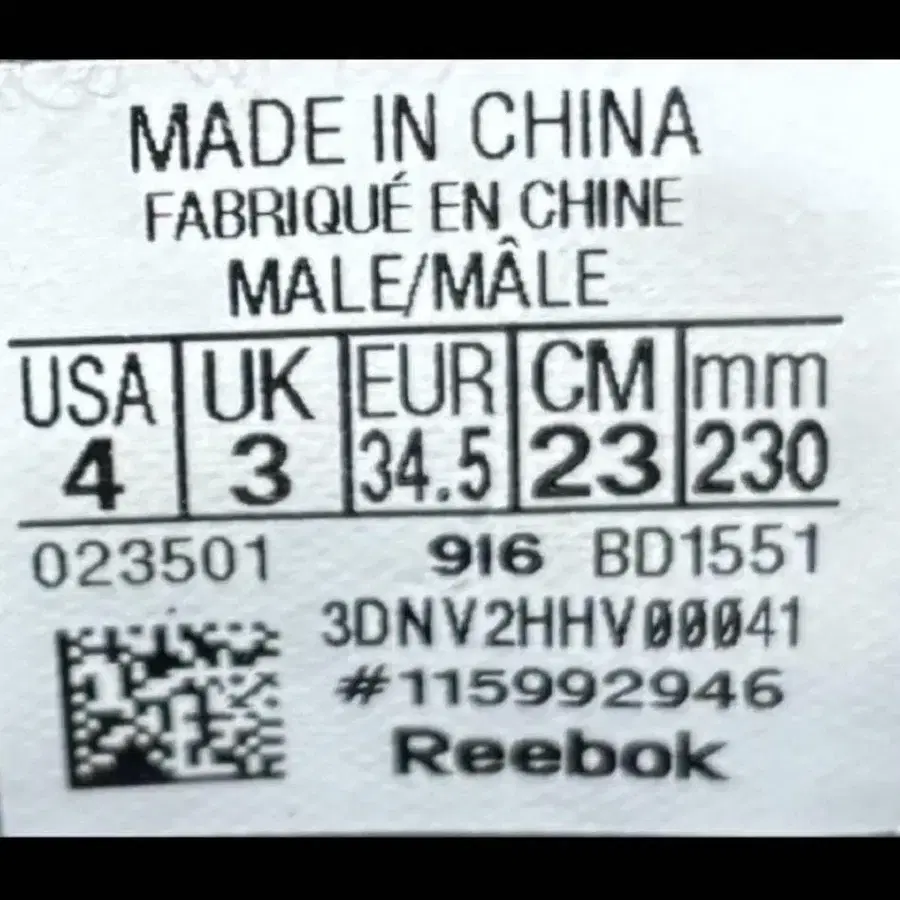 MADE IN CHINA
FABRIQUÉ EN CHINE
MALE/MÂLE
USA UK EUR CM mm
4 3 34.5 23 230
023501 916 BD1551
3DNV2HHV00041
#115992946
Reebok